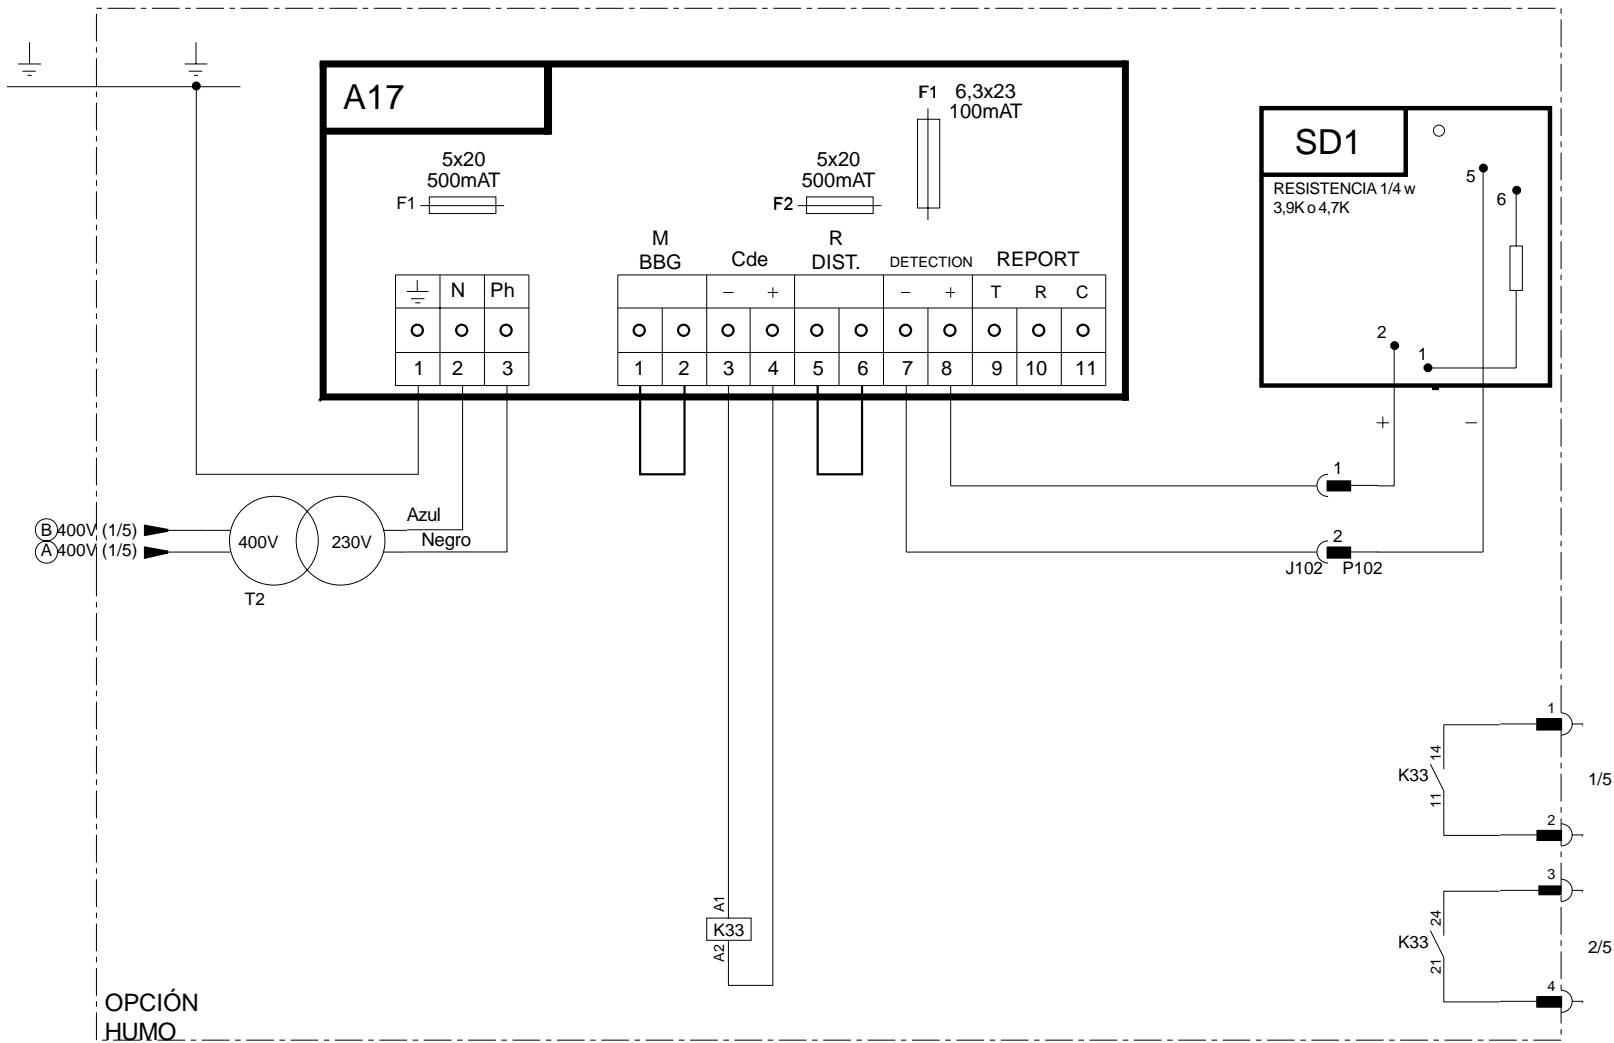 A17
F1 6,3x23
100mAT
5x20
500mAT
F1
5x20
500mAT
F2
M
BBG
Cde
R
DIST.
DETECTION
REPORT
N Ph
− + − + T R C
1 2 3
1 2 3 4 5 6 7 8 9 10 11
SD1
RESISTENCIA 1/4 w
3,9K o 4,7K
5
6
2
1
+ −
1
2
J102 P102
B 400V (1/5)
A 400V (1/5)
400V 230V
T2
Azul
Negro
A1
K33
A2
1
14
K33
11
1/5
2
3
24
K33
21
2/5
4
OPCIÓN
HUMO